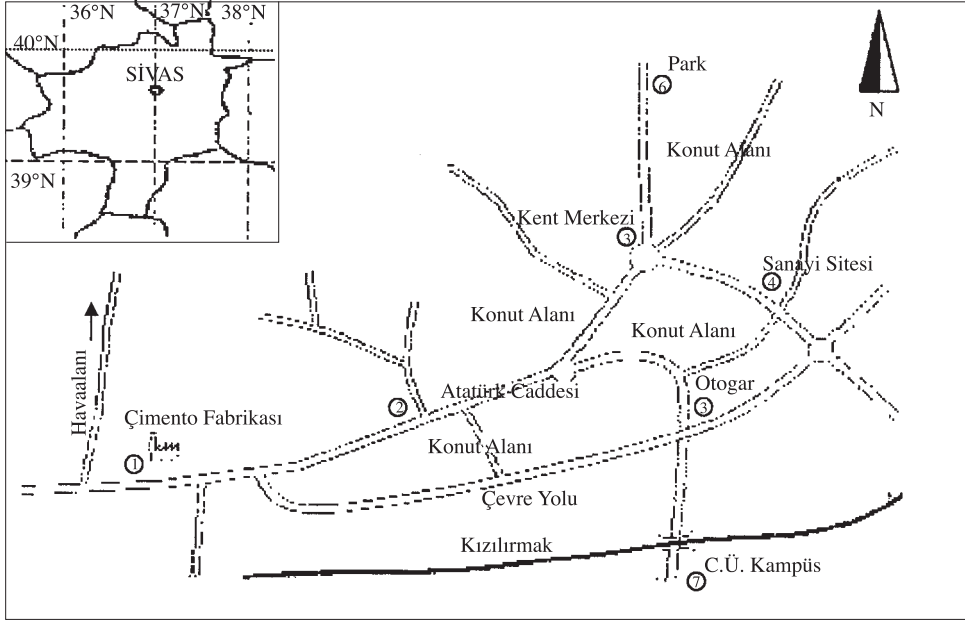 36°N
37°N
38°N
40°N
SİVAS
39°N
6
Park
N
Konut Alanı
Kent Merkezi
3
Sanayi Sitesi
4
Konut Alanı
Konut Alanı
Havaalanı
Atatürk Caddesi
Otogar
2
3
Çimento Fabrikası
Konut Alanı
1
Çevre Yolu
Kızılırmak
C.Ü. Kampüs
7